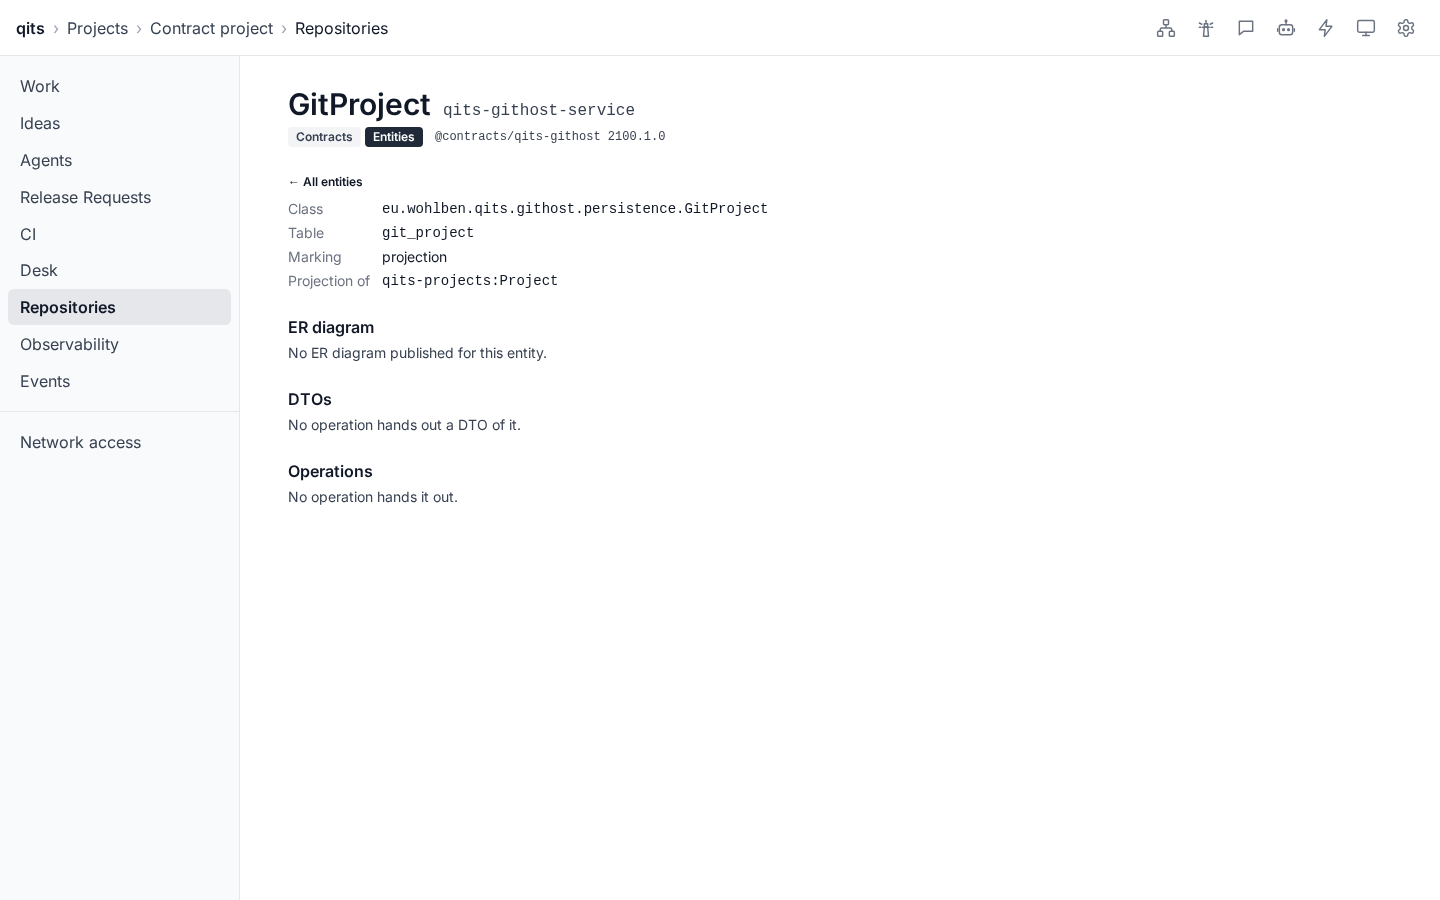 qits › Projects › Contract project › Repositories
Work
Ideas
Agents
Release Requests
CI
Desk
Repositories
Observability
Events
Network access
GitProject qits-githost-service
Contracts Entities @contracts/qits-githost 2100.1.0
← All entities
Class eu.wohlben.qits.githost.persistence.GitProject
Table git_project
Marking projection
Projection of qits-projects:Project
ER diagram
No ER diagram published for this entity.
DTOs
No operation hands out a DTO of it.
Operations
No operation hands it out.